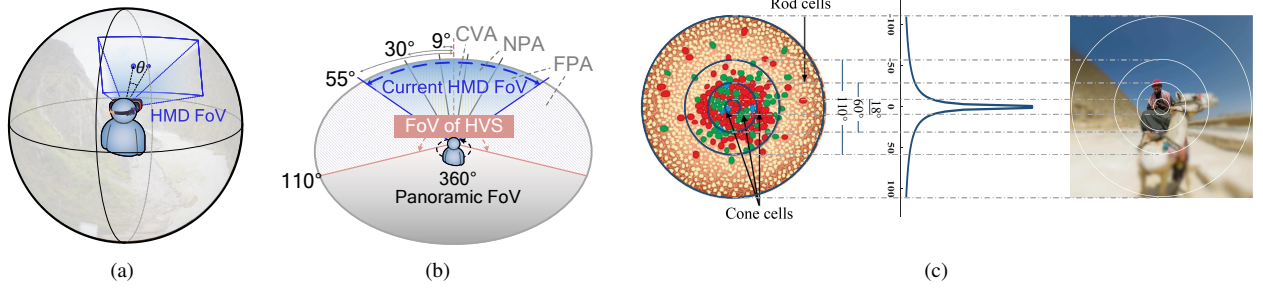 θ
HMD FoV
(a)
9°
CVA
30°
NPA
55°
FPA
Current HMD FoV
FoV of HVS
110°
360°
Panoramic FoV
(b)
Rod cells
110°
60°
18°
Cone cells
100
50
0
50
100
(c)